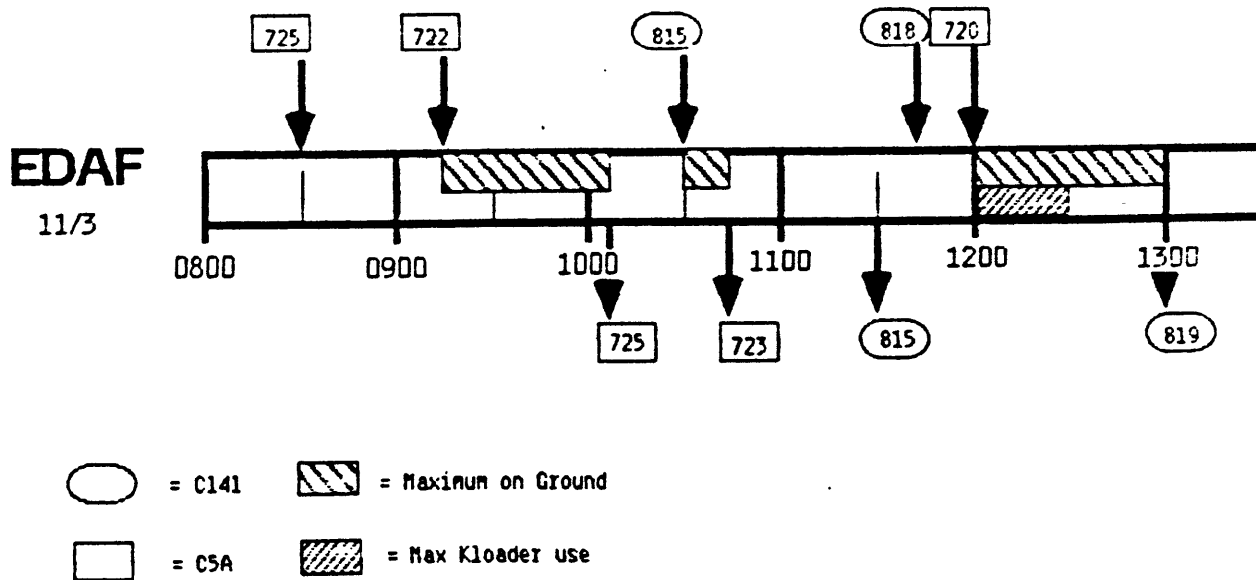 725 722 815 818 720
EDAF
11/3
0800 0900 1000 1100 1200 1300
725 723 815 819
= C141 = Maximum on Ground
= C5A = Max Kloader use